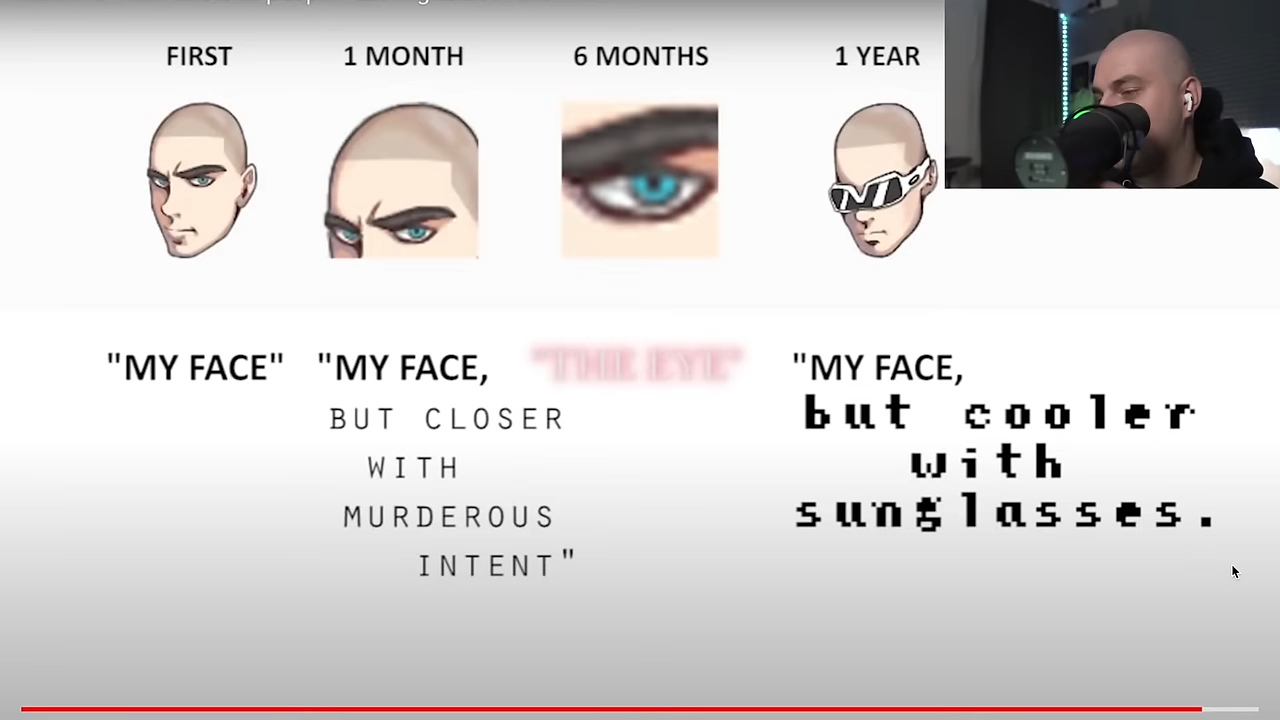 FIRST
1 MONTH
6 MONTHS
1 YEAR
"MY FACE"
"MY FACE,
BUT CLOSER
WITH
MURDEROUS
INTENT"
"THE EYE"
"MY FACE,
but cooler
with
sunglasses.